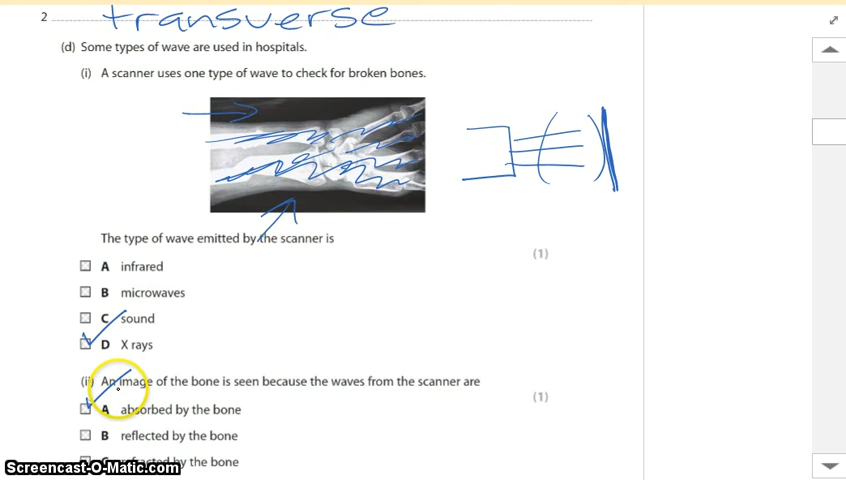 2 transverse
(d) Some types of wave are used in hospitals.
(i) A scanner uses one type of wave to check for broken bones.
The type of wave emitted by the scanner is
(1)
A infrared
B microwaves
C sound
D X rays
(ii) An image of the bone is seen because the waves from the scanner are
(1)
A absorbed by the bone
B reflected by the bone
C refracted by the bone
Screencast-O-Matic.com